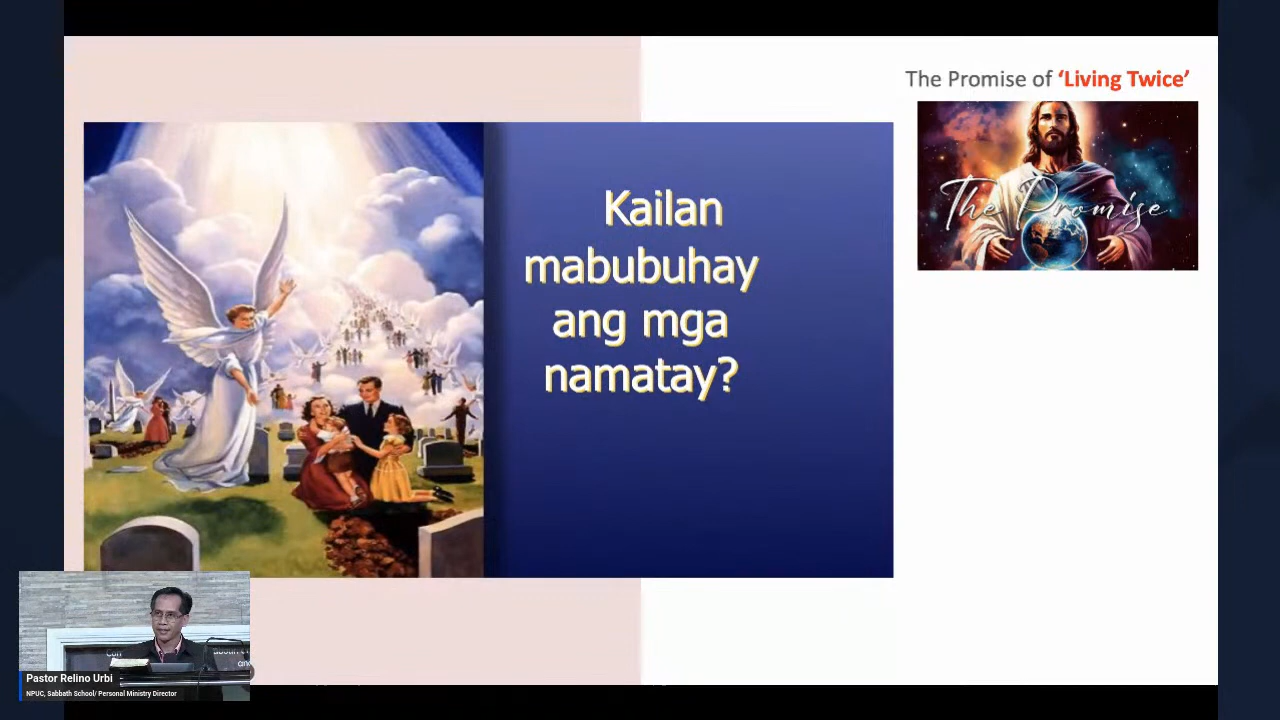 The Promise of ‘Living Twice’
The Promise
Kailan
mabubuhay
ang mga
namatay?
Pastor Relino Urbi
NPUC, Sabbath School/ Personal Ministry Director